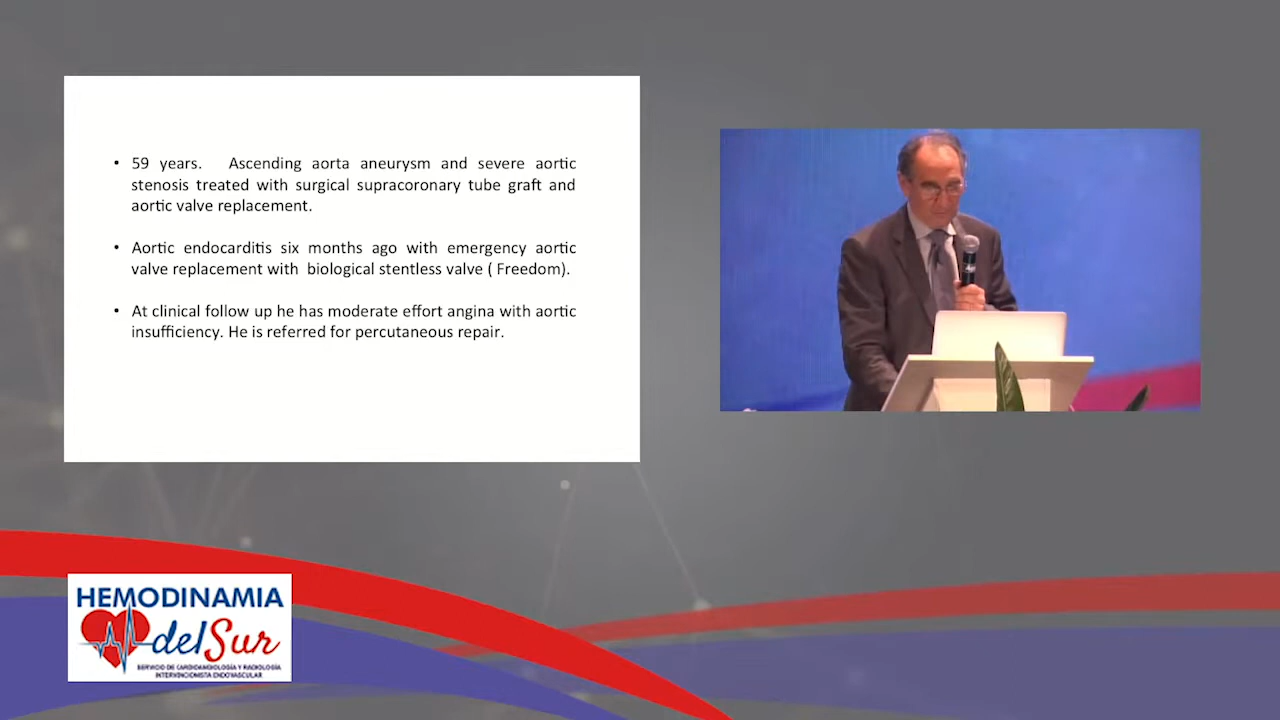 • 59 years. Ascending aorta aneurysm and severe aortic
stenosis treated with surgical supracoronary tube graft and
aortic valve replacement.
• Aortic endocarditis six months ago with emergency aortic
valve replacement with biological stentless valve ( Freedom).
• At clinical follow up he has moderate effort angina with aortic
insufficiency. He is referred for percutaneous repair.
HEMODINAMIA
del Sur
SERVICIO DE CARDIOANGIOLOGÍA Y RADIOLOGÍA
INTERVENCIONISTA ENDOVASCULAR